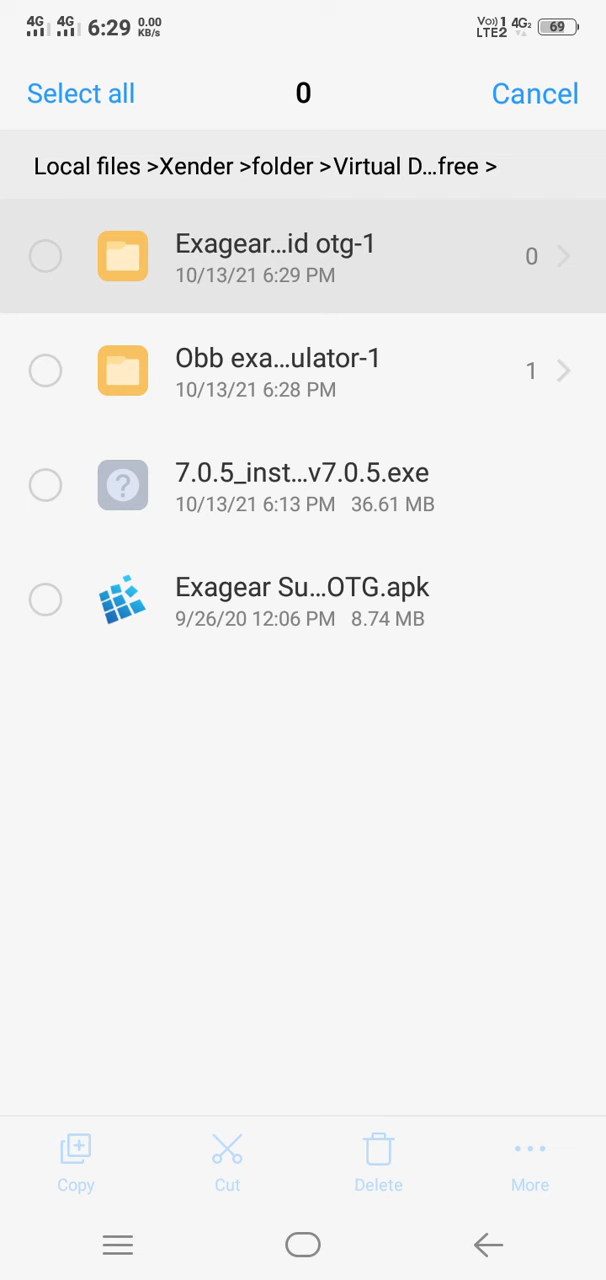 4G 4G 6:29 0.00 KB/s VoLTE 1 2 4G2 69
Select all 0 Cancel
Local files >Xender >folder >Virtual D...free >
Exagear...id otg-1
10/13/21 6:29 PM
0
Obb exa...ulator-1
10/13/21 6:28 PM
1
7.0.5_inst...v7.0.5.exe
10/13/21 6:13 PM 36.61 MB
Exagear Su...OTG.apk
9/26/20 12:06 PM 8.74 MB
Copy Cut Delete More